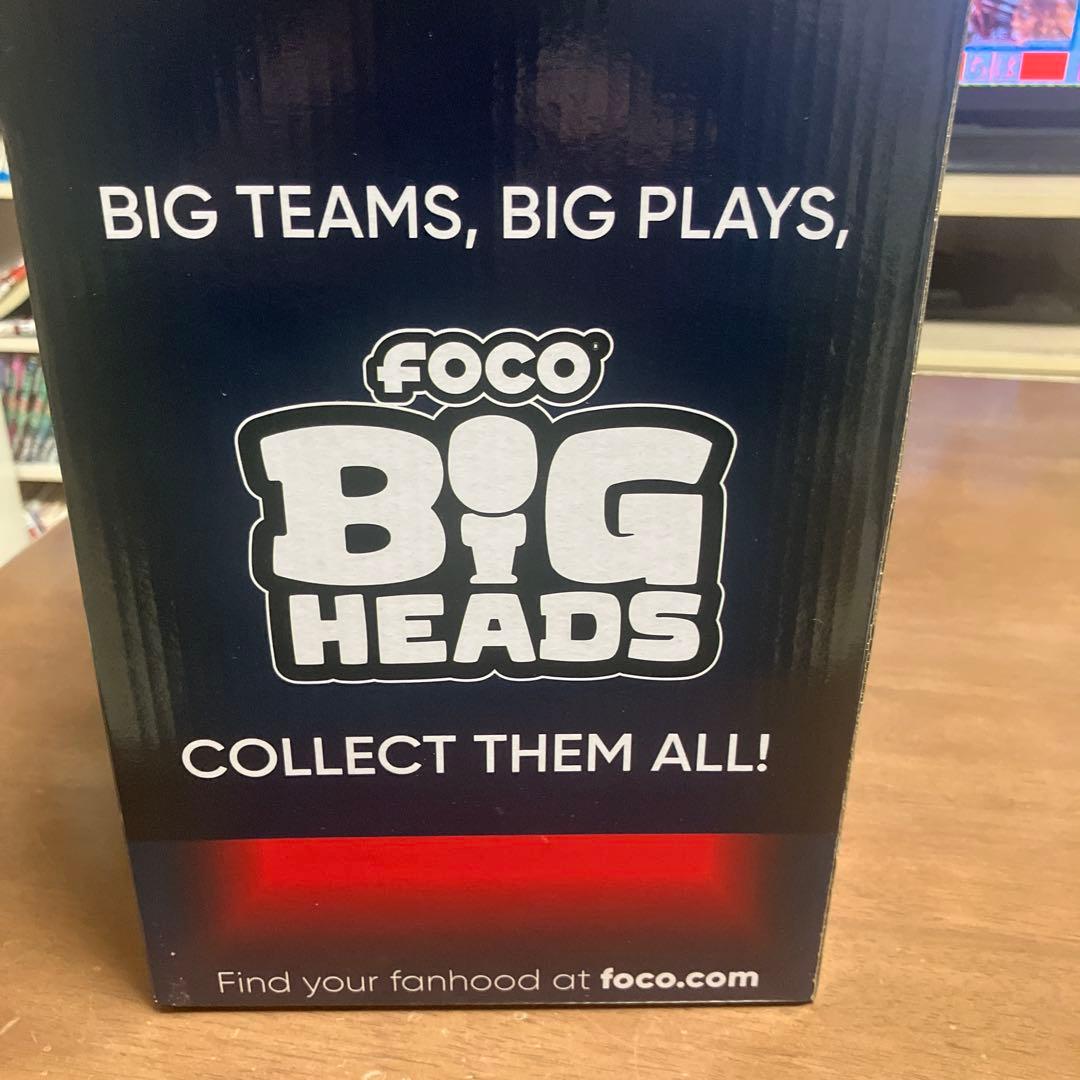 BIG TEAMS, BIG PLAYS,
FOCO
BIG
HEADS
COLLECT THEM ALL!
Find your fanhood at foco.com